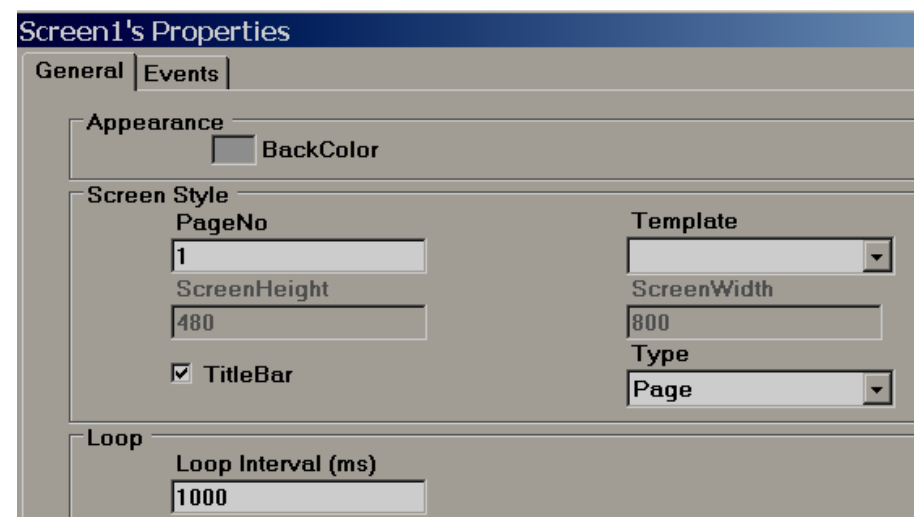 Screen1's Properties
General Events
Appearance
BackColor
Screen Style
PageNo Template
1
ScreenHeight ScreenWidth
480 800
TitleBar Type
Page
Loop
Loop Interval (ms)
1000